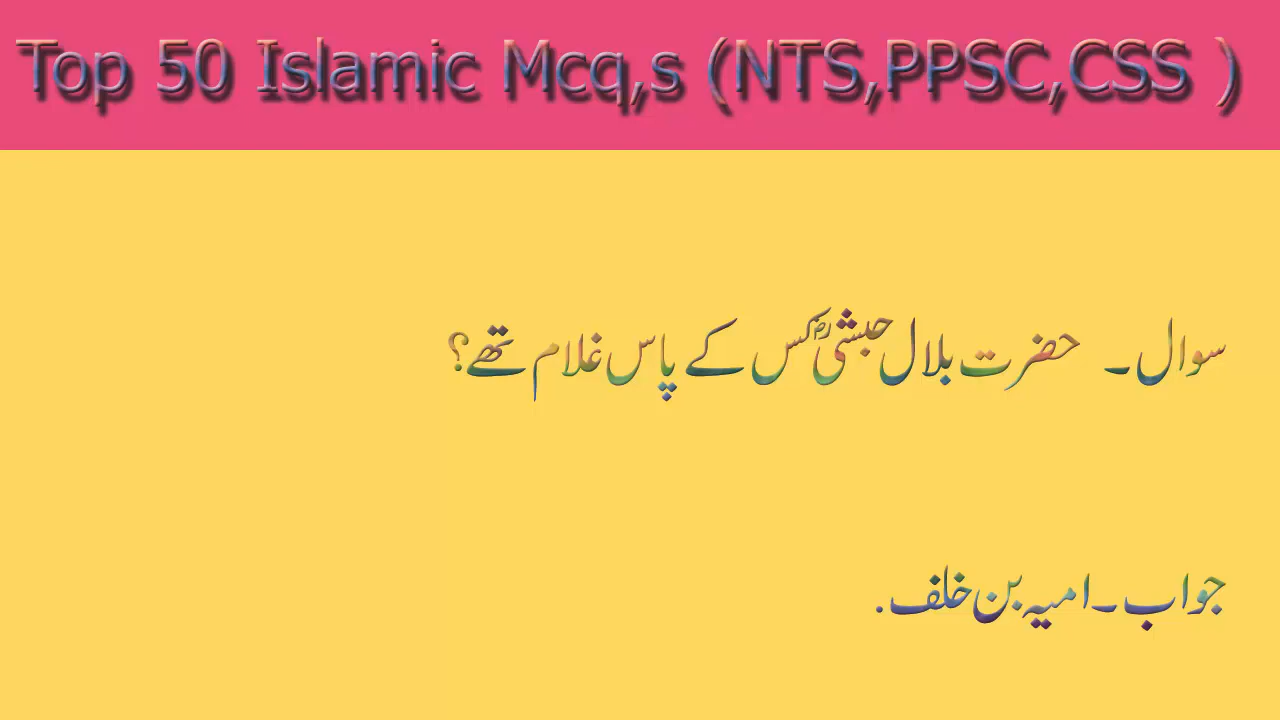 Top 50 Islamic Mcq,s (NTS,PPSC,CSS )
سوال۔ حضرت بلال حبشیؓ کس کے پاس غلام تھے؟
جواب۔ امیہ بن خلف.